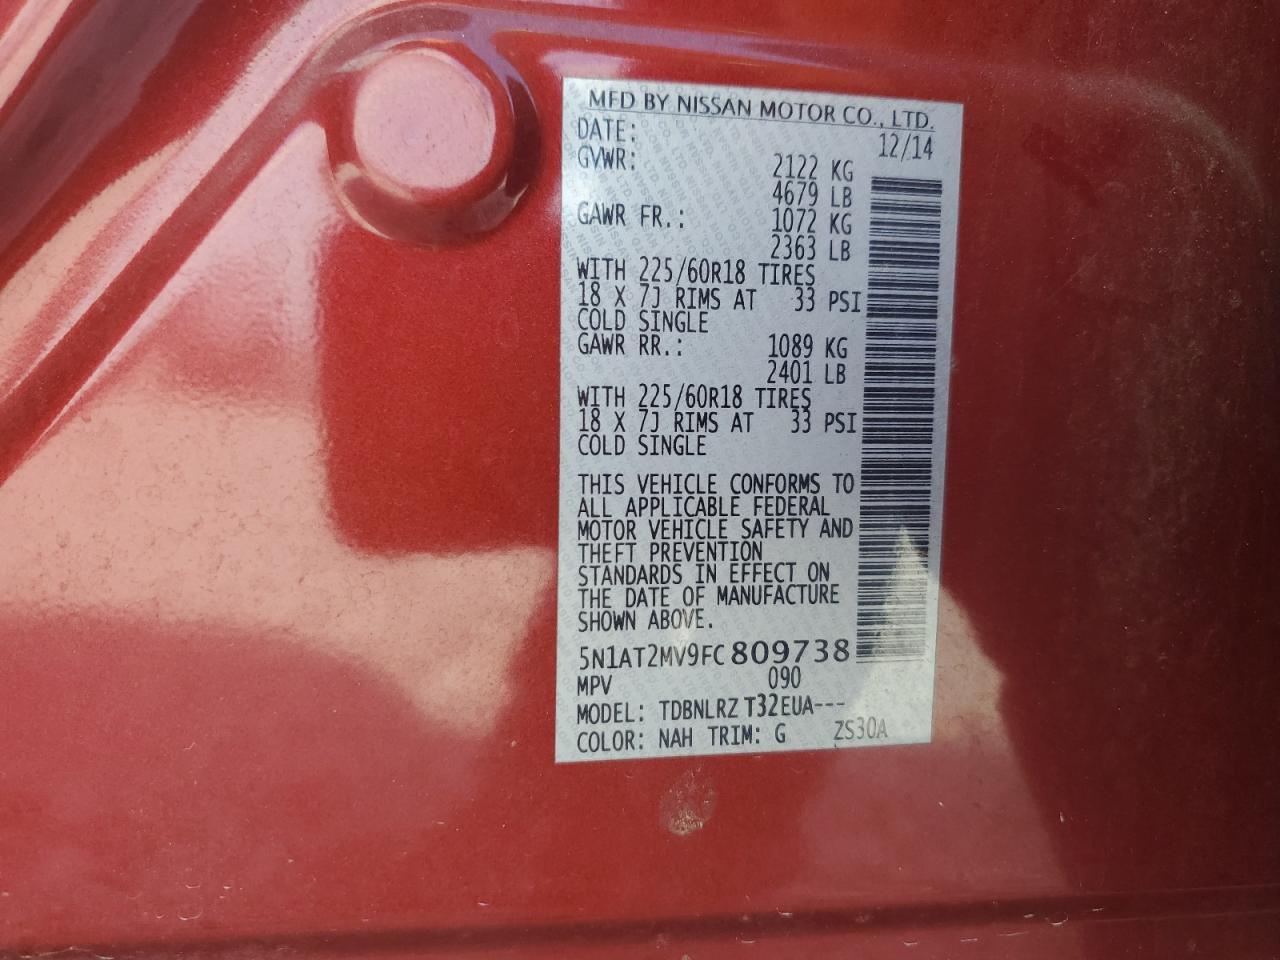 MFD BY NISSAN MOTOR CO., LTD.
DATE: 12/14
GVWR: 2122 KG
4679 LB
GAWR FR.: 1072 KG
2363 LB
WITH 225/60R18 TIRES
18 X 7J RIMS AT 33 PSI
COLD SINGLE
GAWR RR.: 1089 KG
2401 LB
WITH 225/60R18 TIRES
18 X 7J RIMS AT 33 PSI
COLD SINGLE
THIS VEHICLE CONFORMS TO
ALL APPLICABLE FEDERAL
MOTOR VEHICLE SAFETY AND
THEFT PREVENTION
STANDARDS IN EFFECT ON
THE DATE OF MANUFACTURE
SHOWN ABOVE.
5N1AT2MV9FC809738
MPV 090
MODEL: TDBNLRZ T32EUA---
COLOR: NAH TRIM: G ZS30A